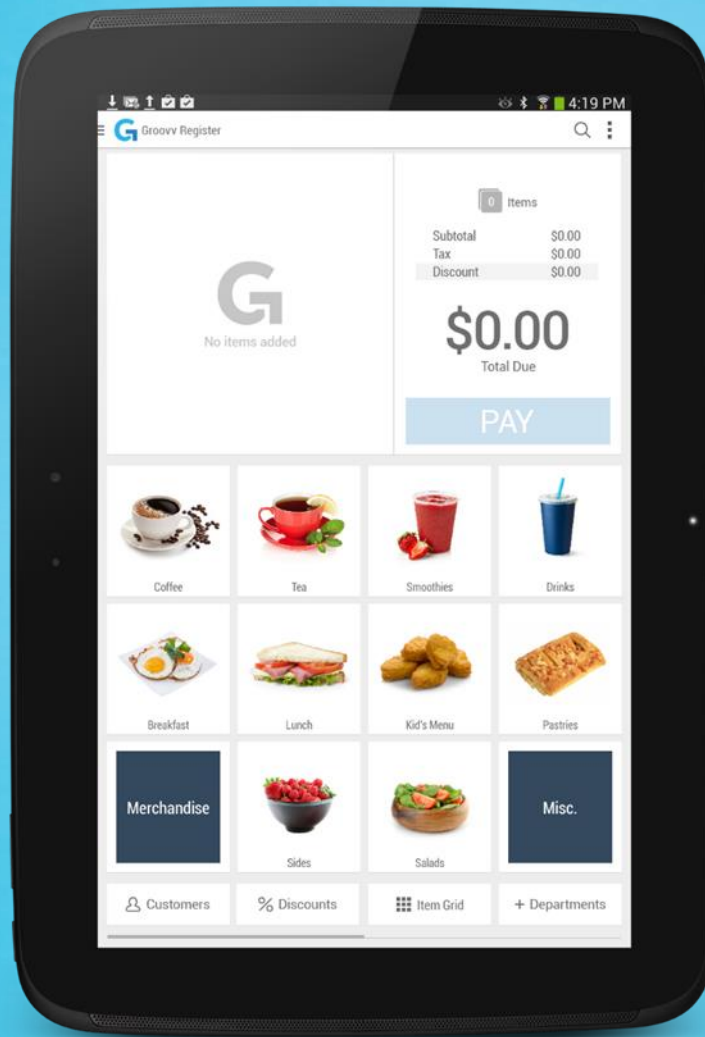 4:19 PM
Groovv Register
0 Items
Subtotal $0.00
Tax $0.00
Discount $0.00
$0.00
Total Due
No items added
PAY
Coffee Tea Smoothies Drinks
Breakfast Lunch Kid's Menu Pastries
Merchandise Misc.
Sides Salads
Customers % Discounts Item Grid + Departments